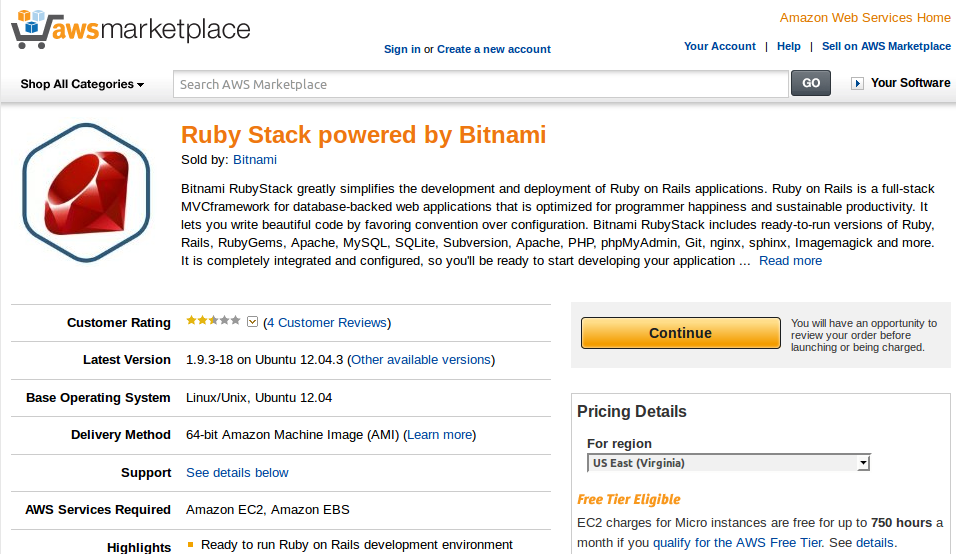 awsmarketplace
Amazon Web Services Home
Sign in or Create a new account
Your Account | Help | Sell on AWS Marketplace
Shop All Categories
Search AWS Marketplace
GO
Your Software
Ruby Stack powered by Bitnami
Sold by: Bitnami
Bitnami RubyStack greatly simplifies the development and deployment of Ruby on Rails applications. Ruby on Rails is a full-stack
MVCframework for database-backed web applications that is optimized for programmer happiness and sustainable productivity. It
lets you write beautiful code by favoring convention over configuration. Bitnami RubyStack includes ready-to-run versions of Ruby,
Rails, RubyGems, Apache, MySQL, SQLite, Subversion, Apache, PHP, phpMyAdmin, Git, nginx, sphinx, Imagemagick and more.
It is completely integrated and configured, so you'll be ready to start developing your application ... Read more
Customer Rating (4 Customer Reviews)
Latest Version 1.9.3-18 on Ubuntu 12.04.3 (Other available versions)
Base Operating System Linux/Unix, Ubuntu 12.04
Delivery Method 64-bit Amazon Machine Image (AMI) (Learn more)
Support See details below
AWS Services Required Amazon EC2, Amazon EBS
Highlights Ready to run Ruby on Rails development environment
Continue
You will have an opportunity to
review your order before
launching or being charged.
Pricing Details
For region
US East (Virginia)
Free Tier Eligible
EC2 charges for Micro instances are free for up to 750 hours a
month if you qualify for the AWS Free Tier. See details.